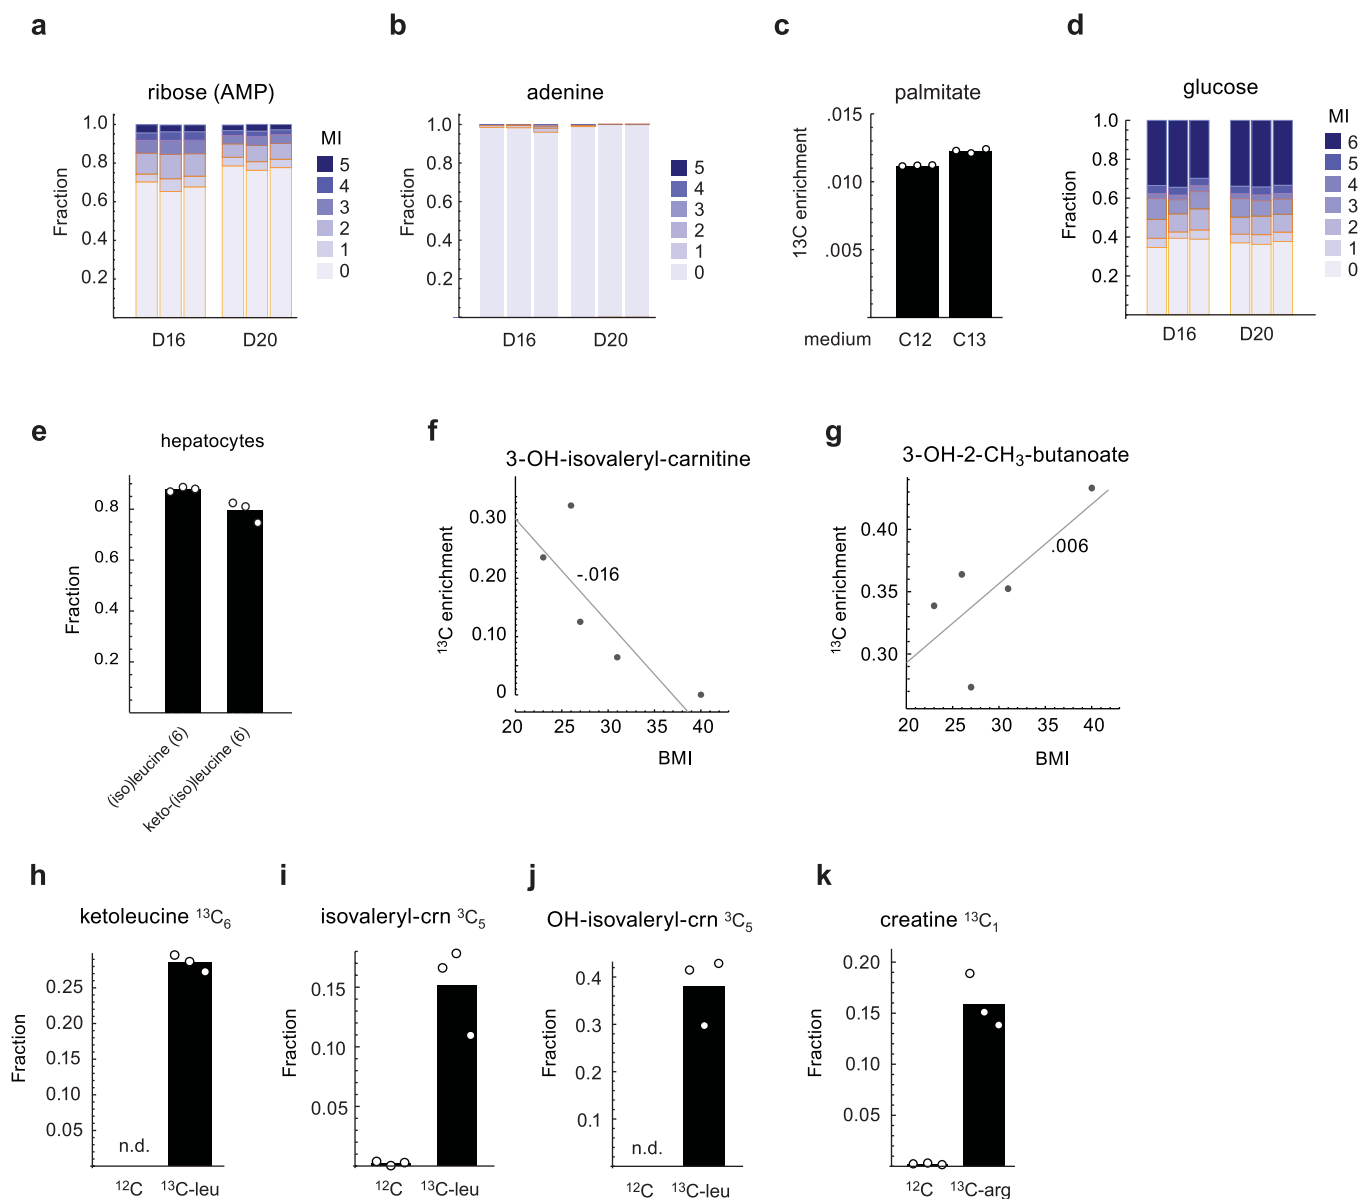 a
ribose (AMP)
Fraction
1.0
0.8
0.6
0.4
0.2
D16 D20
MI
5
4
3
2
1
0
b
adenine
Fraction
1.0
0.8
0.6
0.4
0.2
D16 D20
5
4
3
2
1
0
c
palmitate
13C enrichment
.015
.010
.005
medium C12 C13
d
glucose
Fraction
1.0
0.8
0.6
0.4
0.2
D16 D20
MI
6
5
4
3
2
1
0
e
hepatocytes
Fraction
0.8
0.6
0.4
0.2
(iso)leucine (6)
keto-(iso)leucine (6)
f
3-OH-isovaleryl-carnitine
¹³C enrichment
0.30
0.20
0.10
0
-.016
20 25 30 35 40
BMI
g
3-OH-2-CH₃-butanoate
¹³C enrichment
0.40
0.35
0.30
.006
20 25 30 35 40
BMI
h
ketoleucine ¹³C₆
Fraction
0.25
0.20
0.15
0.10
0.05
n.d.
¹²C ¹³C-leu
i
isovaleryl-crn ³C₅
Fraction
0.15
0.10
0.05
¹²C ¹³C-leu
j
OH-isovaleryl-crn ³C₅
Fraction
0.4
0.3
0.2
0.1
n.d.
¹²C ¹³C-leu
k
creatine ¹³C₁
Fraction
0.20
0.15
0.10
0.05
¹²C ¹³C-arg